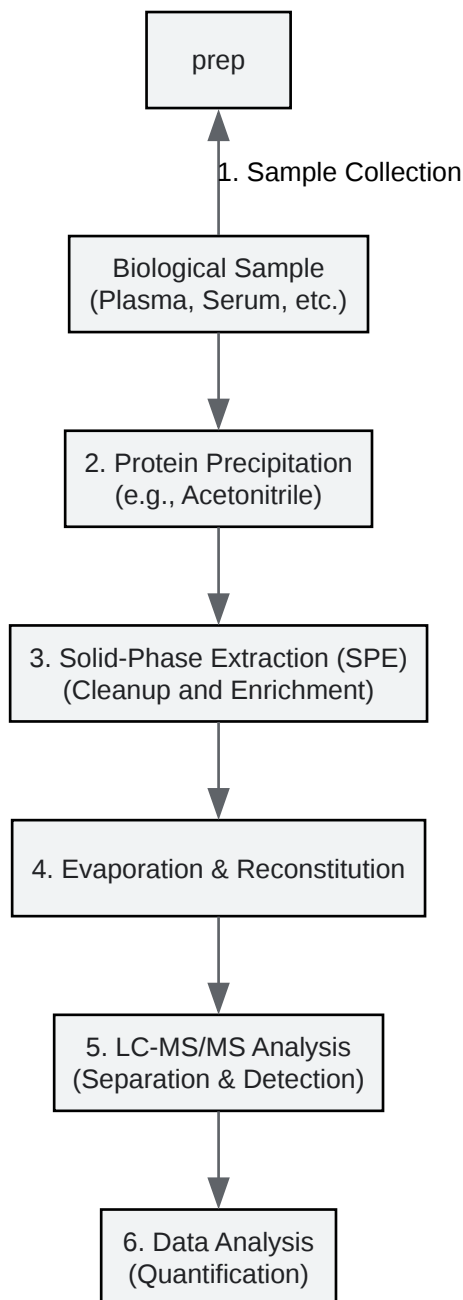 prep
1. Sample Collection
Biological Sample
(Plasma, Serum, etc.)
2. Protein Precipitation
(e.g., Acetonitrile)
3. Solid-Phase Extraction (SPE)
(Cleanup and Enrichment)
4. Evaporation & Reconstitution
5. LC-MS/MS Analysis
(Separation & Detection)
6. Data Analysis
(Quantification)